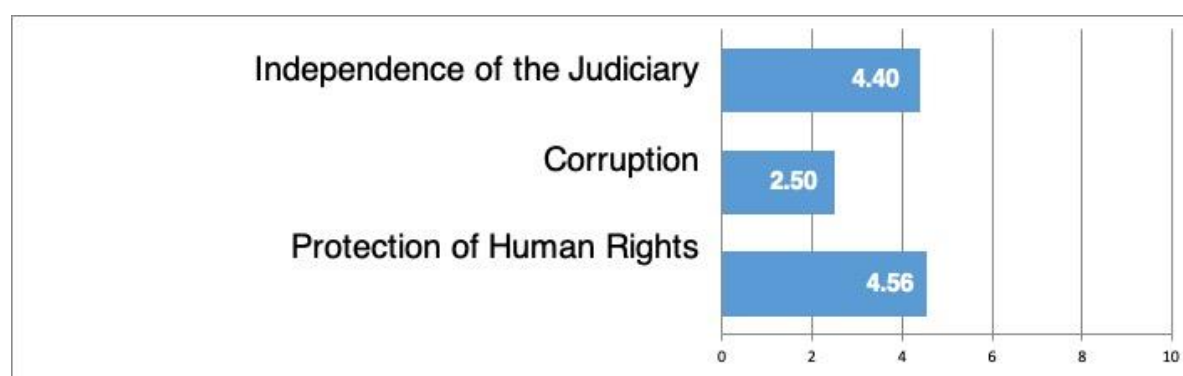 Independence of the Judiciary
4.40
Corruption
2.50
Protection of Human Rights
4.56
0 2 4 6 8 10